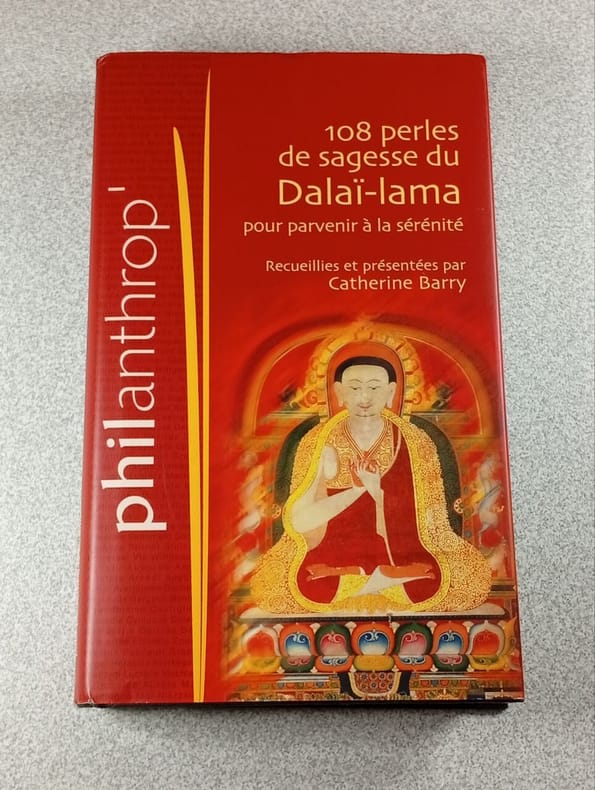 108 perles
de sagesse du
Dalaï-lama
pour parvenir à la sérénité
Recueillies et présentées par
Catherine Barry
philanthrop'